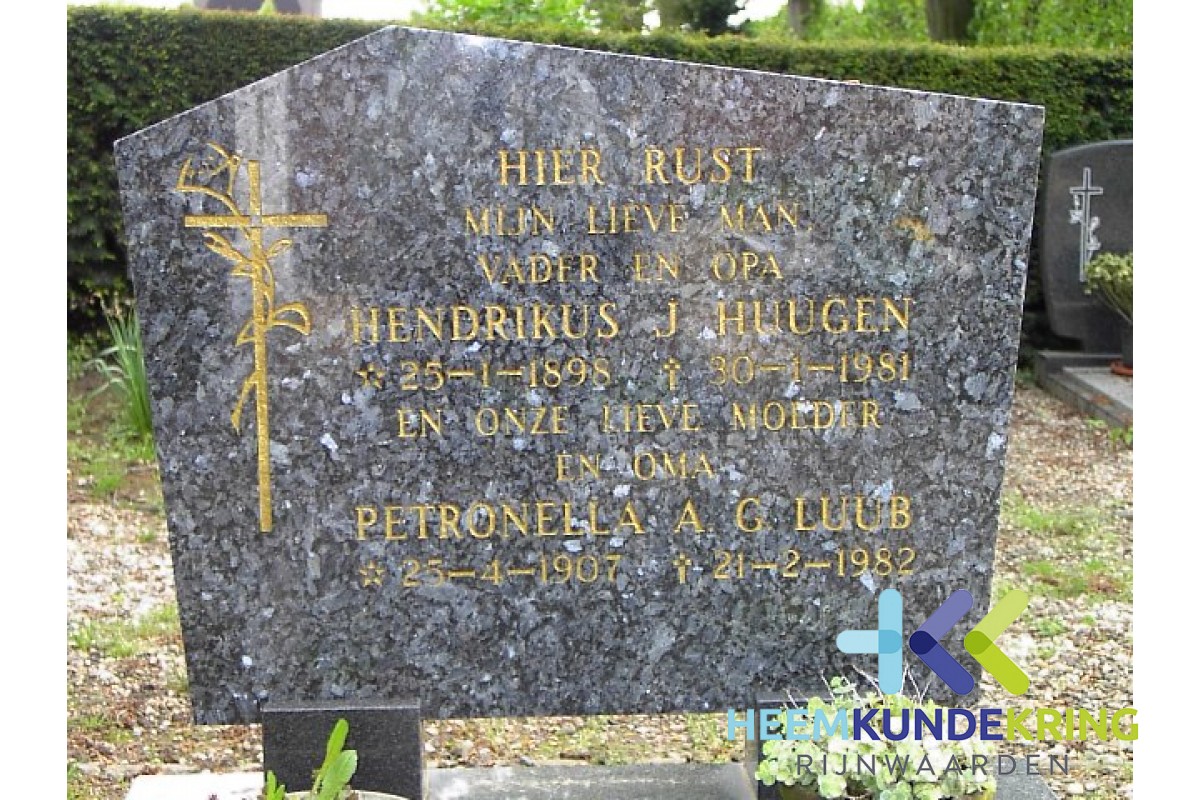 HIER RUST
MIJN LIEVE MAN,
VADER EN OPA
HENDRIKUS J HUUGEN
☆ 25-1-1898 † 30-1-1981
EN ONZE LIEVE MOEDER
EN OMA
PETRONELLA A G LUUB
☆ 25-4-1907 † 21-2-1982
HEEMKUNDEKRING
RIJNWAARDEN